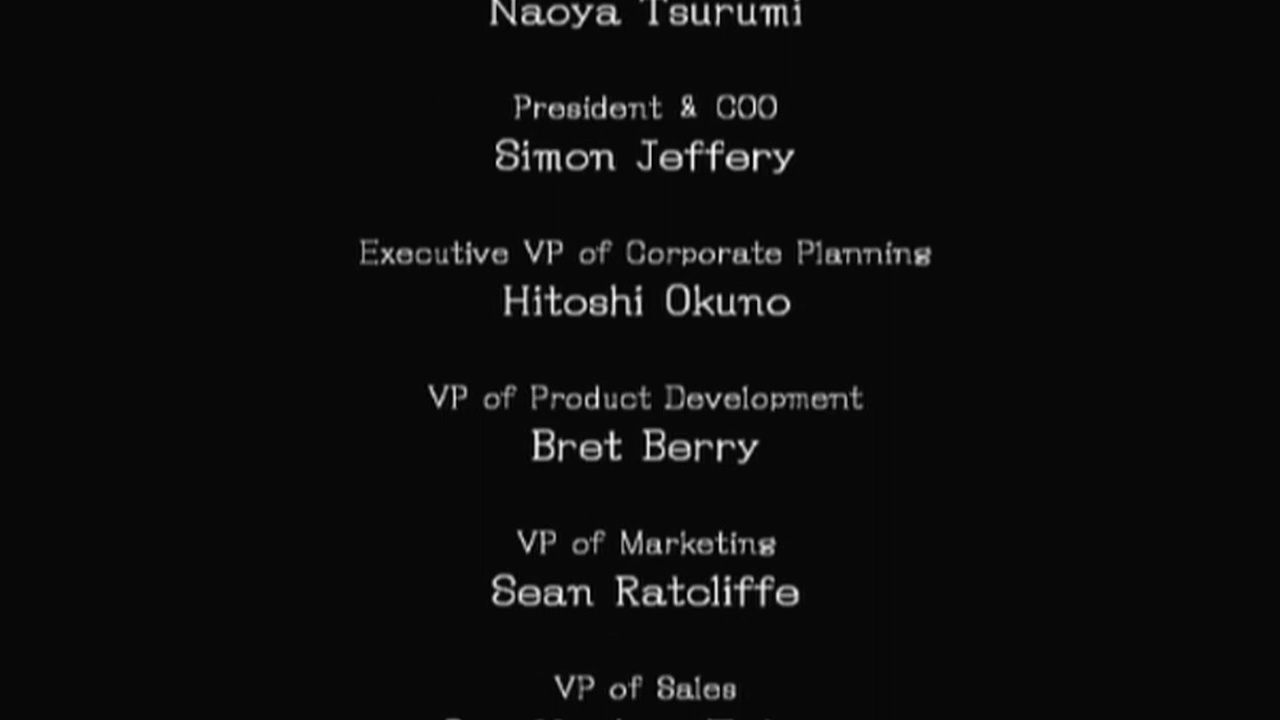 Naoya Tsurumi
President & COO
Simon Jeffery
Executive VP of Corporate Planning
Hitoshi Okuno
VP of Product Development
Bret Berry
VP of Marketing
Sean Ratcliffe
VP of Sales